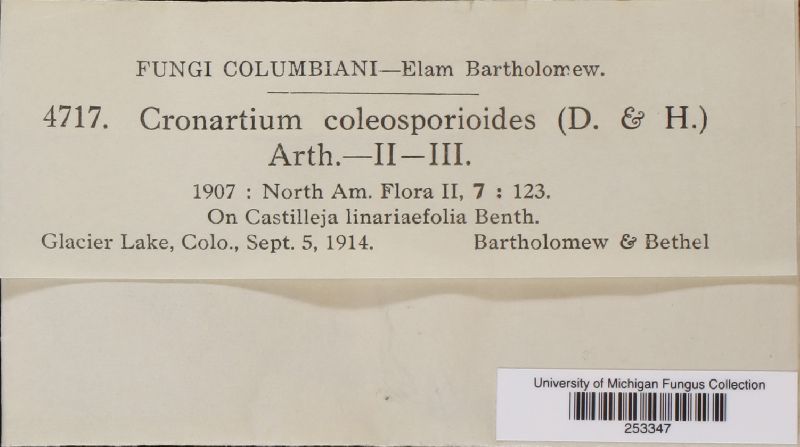 FUNGI COLUMBIANI—Elam Bartholomew.
4717. Cronartium coleosporioides (D. & H.)
Arth.—II—III.
1907 : North Am. Flora II, 7 : 123.
On Castilleja linariaefolia Benth.
Glacier Lake, Colo., Sept. 5, 1914. Bartholomew & Bethel
University of Michigan Fungus Collection
253347